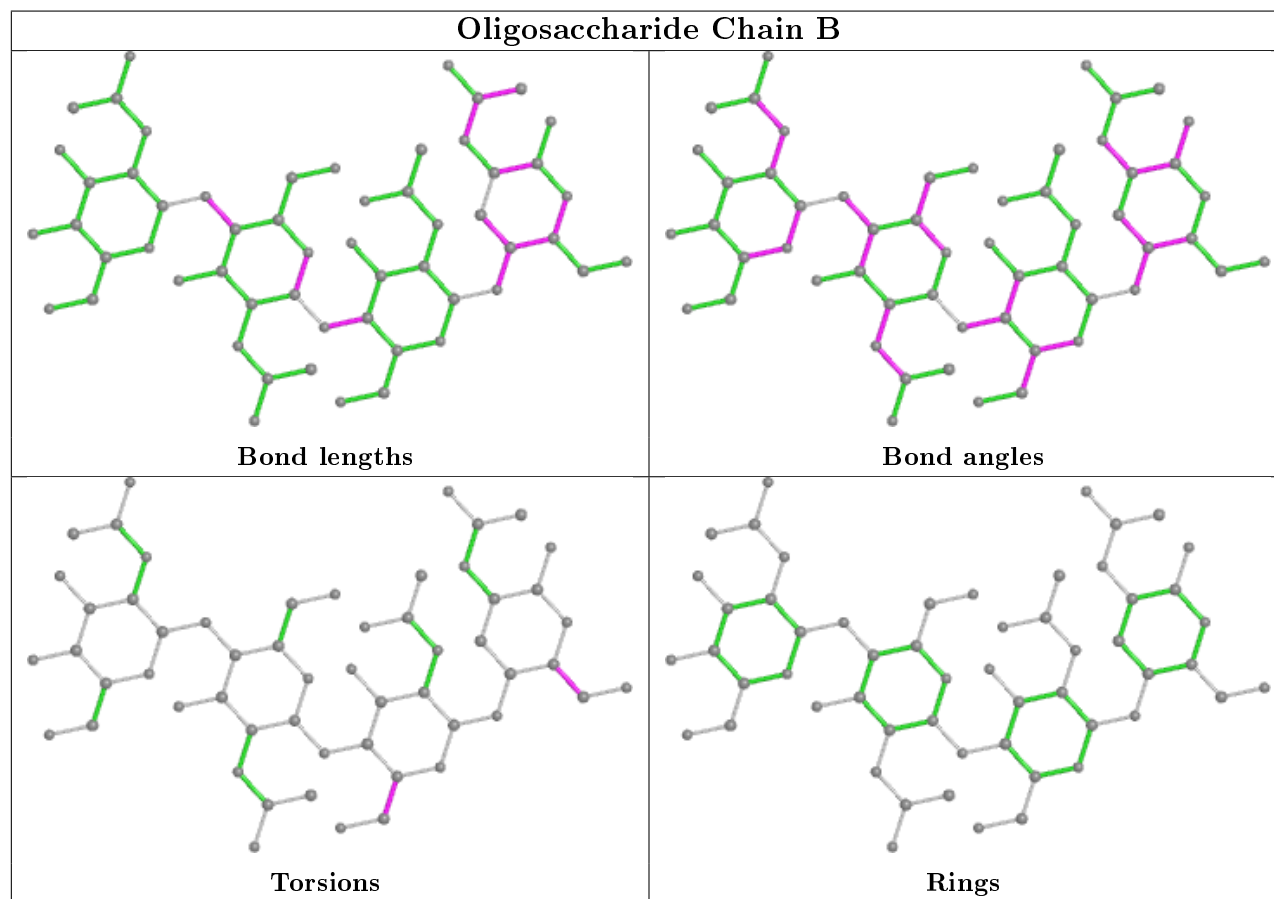 Oligosaccharide Chain B
Bond lengths
Bond angles
Torsions
Rings